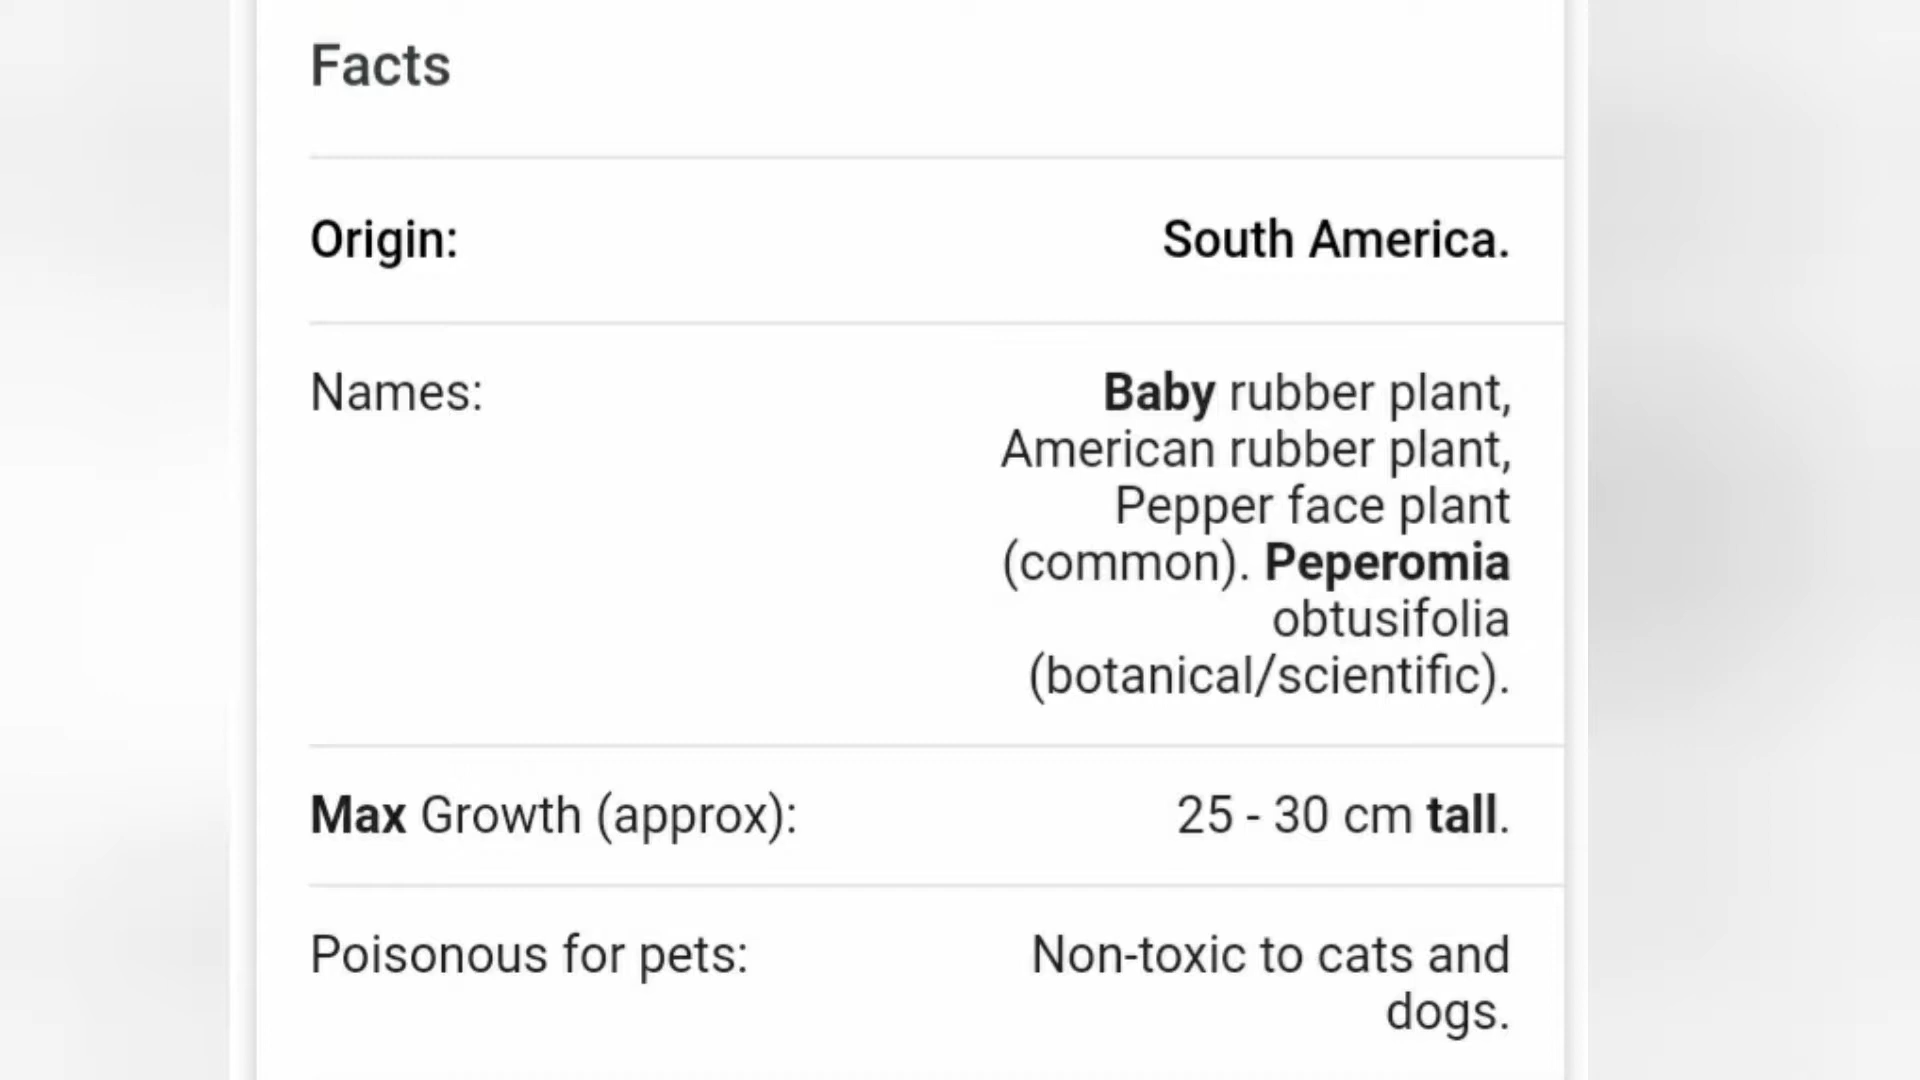 Facts
Origin: South America.
Names: Baby rubber plant,
American rubber plant,
Pepper face plant
(common). Peperomia
obtusifolia
(botanical/scientific).
Max Growth (approx): 25 - 30 cm tall.
Poisonous for pets: Non-toxic to cats and
dogs.